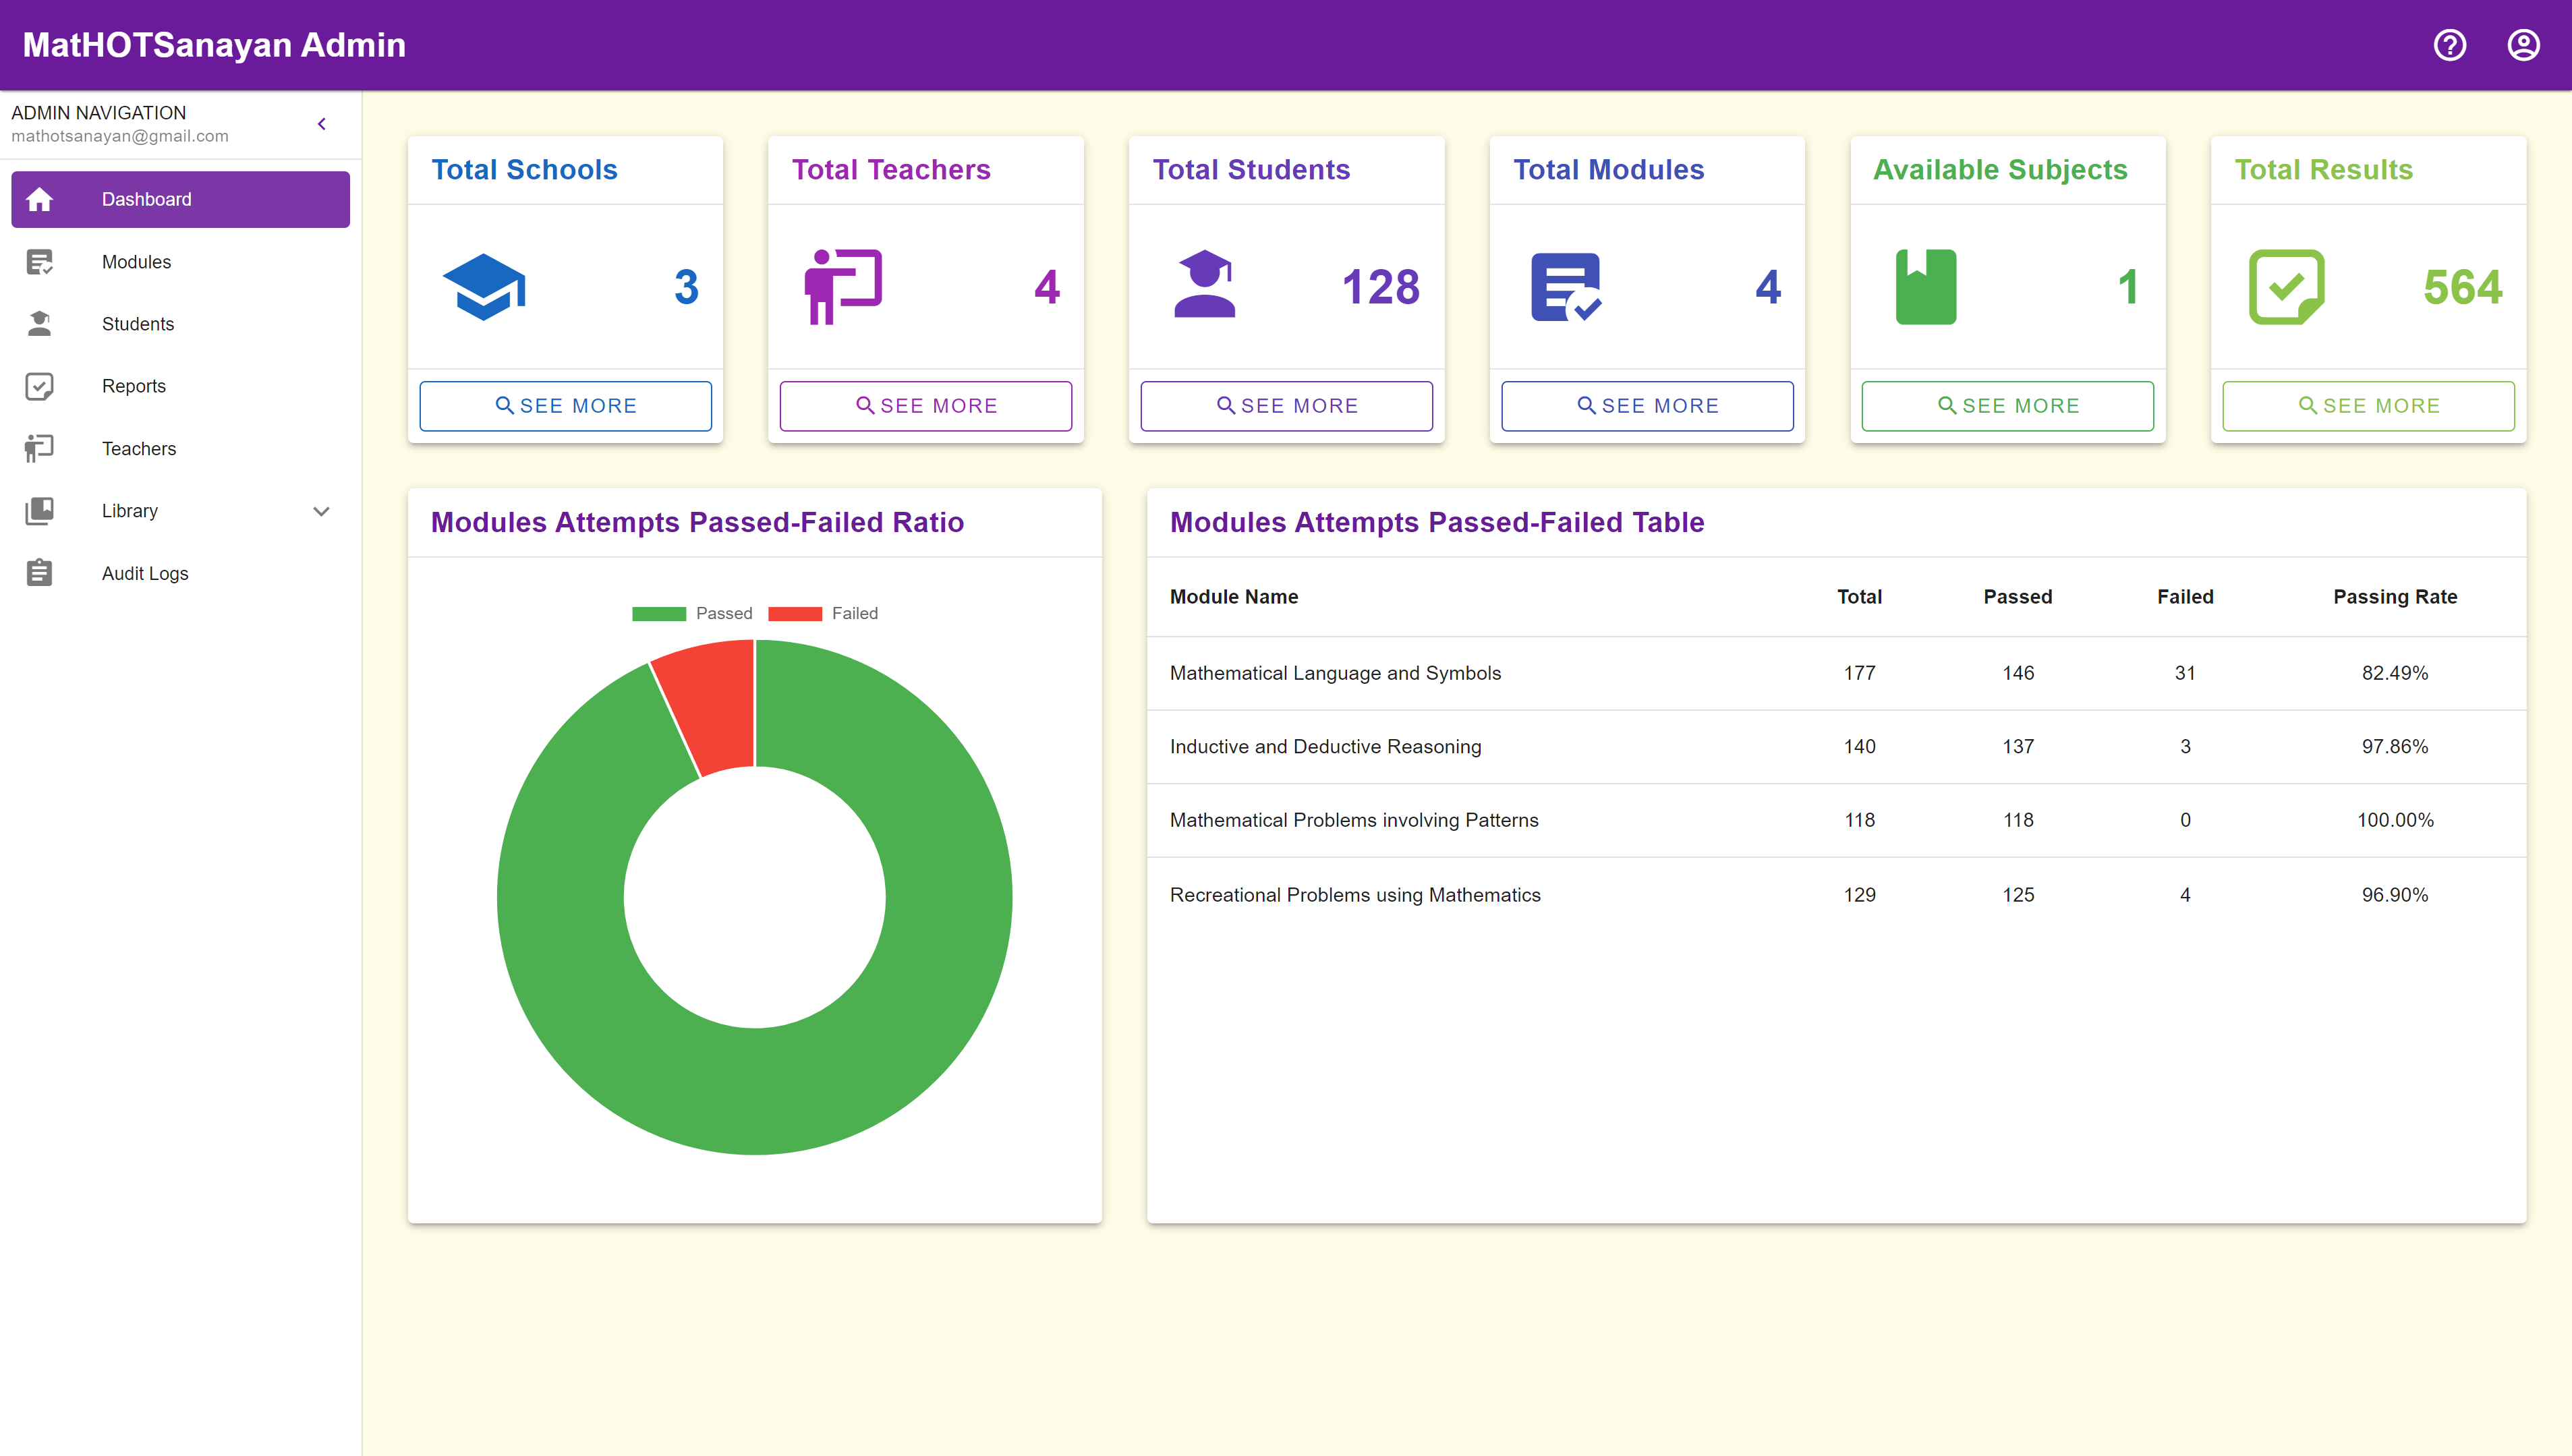 MatHOTSanayan Admin
ADMIN NAVIGATION
mathotsanayan@gmail.com
Dashboard
Modules
Students
Reports
Teachers
Library
Audit Logs
Total Schools
3
SEE MORE
Total Teachers
4
SEE MORE
Total Students
128
SEE MORE
Total Modules
4
SEE MORE
Available Subjects
1
SEE MORE
Total Results
564
SEE MORE
Modules Attempts Passed-Failed Ratio
Passed Failed
Modules Attempts Passed-Failed Table
Module Name Total Passed Failed Passing Rate
Mathematical Language and Symbols 177 146 31 82.49%
Inductive and Deductive Reasoning 140 137 3 97.86%
Mathematical Problems involving Patterns 118 118 0 100.00%
Recreational Problems using Mathematics 129 125 4 96.90%